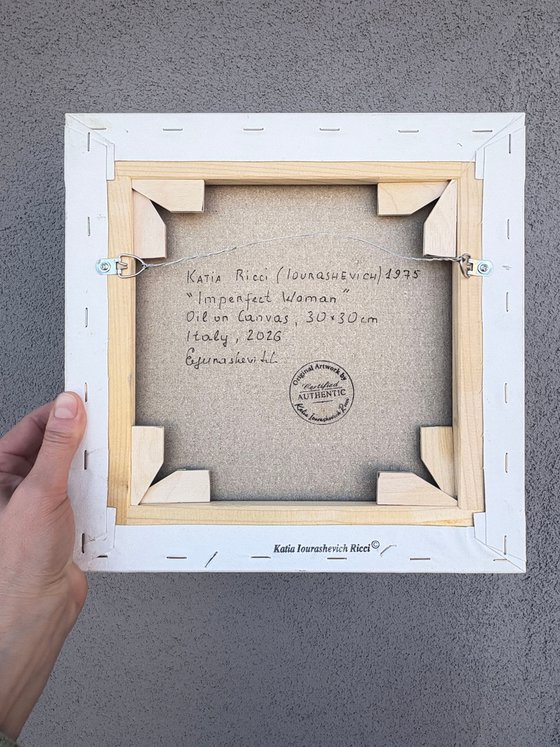 Katia Ricci (Iourashevich) 1975
"Imperfect Woman"
Oil on Canvas, 30×30cm
Italy, 2026
Original Artwork by
Certified
AUTHENTIC
Katia Iourashevich Ricci
Katia Iourashevich Ricci©